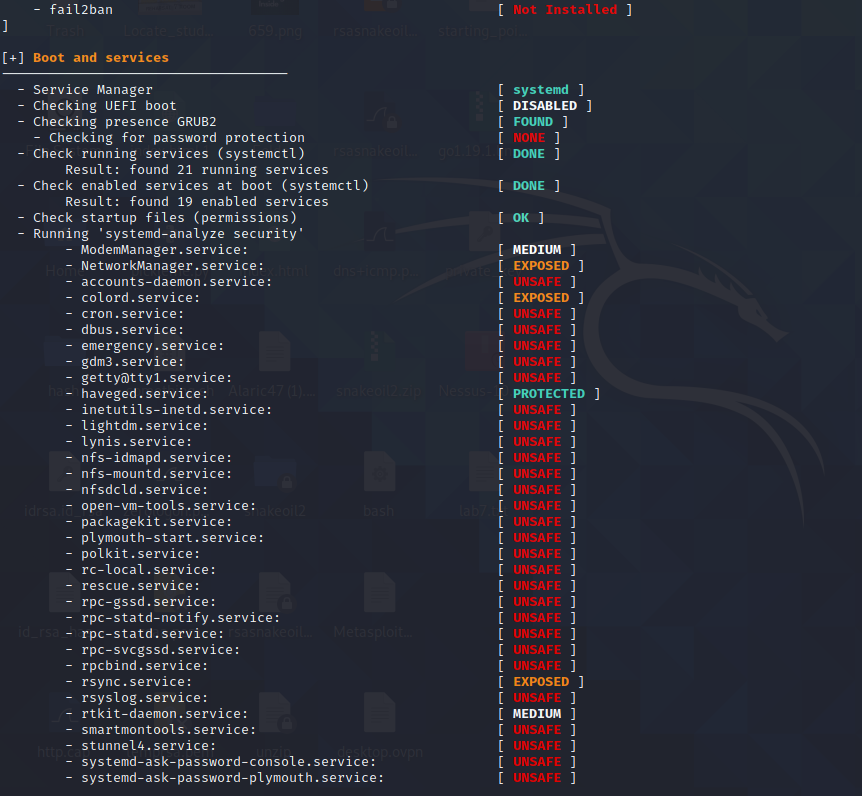 - fail2ban [ Not Installed ]
]
[+] Boot and services
- Service Manager [ systemd ]
- Checking UEFI boot [ DISABLED ]
- Checking presence GRUB2 [ FOUND ]
- Checking for password protection [ NONE ]
- Check running services (systemctl) [ DONE ]
Result: found 21 running services
- Check enabled services at boot (systemctl) [ DONE ]
Result: found 19 enabled services
- Check startup files (permissions) [ OK ]
- Running 'systemd-analyze security'
- ModemManager.service: [ MEDIUM ]
- NetworkManager.service: [ EXPOSED ]
- accounts-daemon.service: [ UNSAFE ]
- colord.service: [ EXPOSED ]
- cron.service: [ UNSAFE ]
- dbus.service: [ UNSAFE ]
- emergency.service: [ UNSAFE ]
- gdm3.service: [ UNSAFE ]
- getty@tty1.service: [ UNSAFE ]
- haveged.service: [ PROTECTED ]
- inetutils-inetd.service: [ UNSAFE ]
- lightdm.service: [ UNSAFE ]
- lynis.service: [ UNSAFE ]
- nfs-idmapd.service: [ UNSAFE ]
- nfs-mountd.service: [ UNSAFE ]
- nfsdcld.service: [ UNSAFE ]
- open-vm-tools.service: [ UNSAFE ]
- packagekit.service: [ UNSAFE ]
- plymouth-start.service: [ UNSAFE ]
- polkit.service: [ UNSAFE ]
- rc-local.service: [ UNSAFE ]
- rescue.service: [ UNSAFE ]
- rpc-gssd.service: [ UNSAFE ]
- rpc-statd-notify.service: [ UNSAFE ]
- rpc-statd.service: [ UNSAFE ]
- rpc-svcgssd.service: [ UNSAFE ]
- rpcbind.service: [ UNSAFE ]
- rsync.service: [ EXPOSED ]
- rsyslog.service: [ UNSAFE ]
- rtkit-daemon.service: [ MEDIUM ]
- smartmontools.service: [ UNSAFE ]
- stunnel4.service: [ UNSAFE ]
- systemd-ask-password-console.service: [ UNSAFE ]
- systemd-ask-password-plymouth.service: [ UNSAFE ]